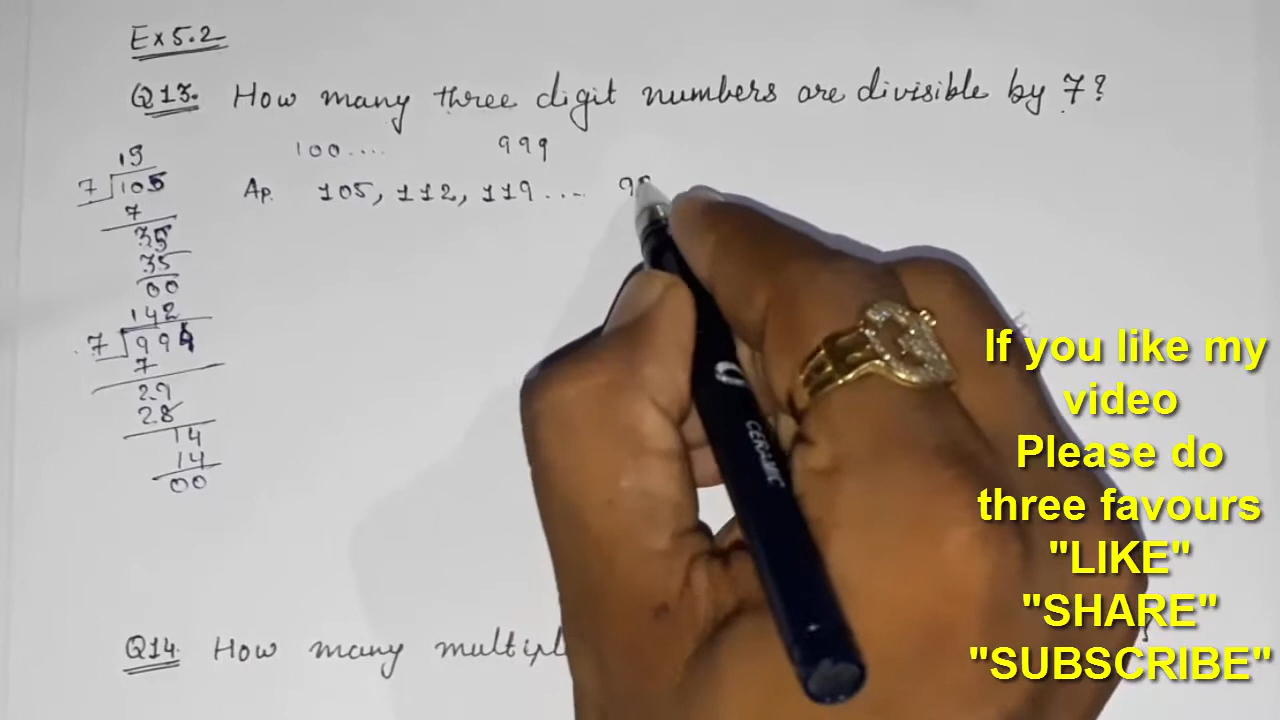 Ex 5.2
Q13. How many three digit numbers are divisible by 7?
100.... 999
Ap. 105, 112, 119....
15
7 105
7
35
35
00
142
7 994
7
29
28
14
14
00
Q14. How many
CERAMIC
If you like my
video
Please do
three favours
"LIKE"
"SHARE"
"SUBSCRIBE"